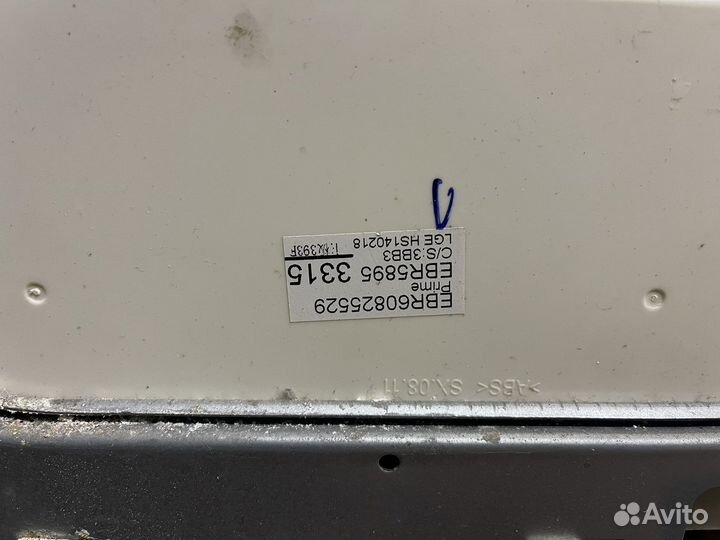 EBR60825529
Prime
EBR5895 3315
C/S:3BB3
LGE HS140218
>ABS< SX.08.11
Avito